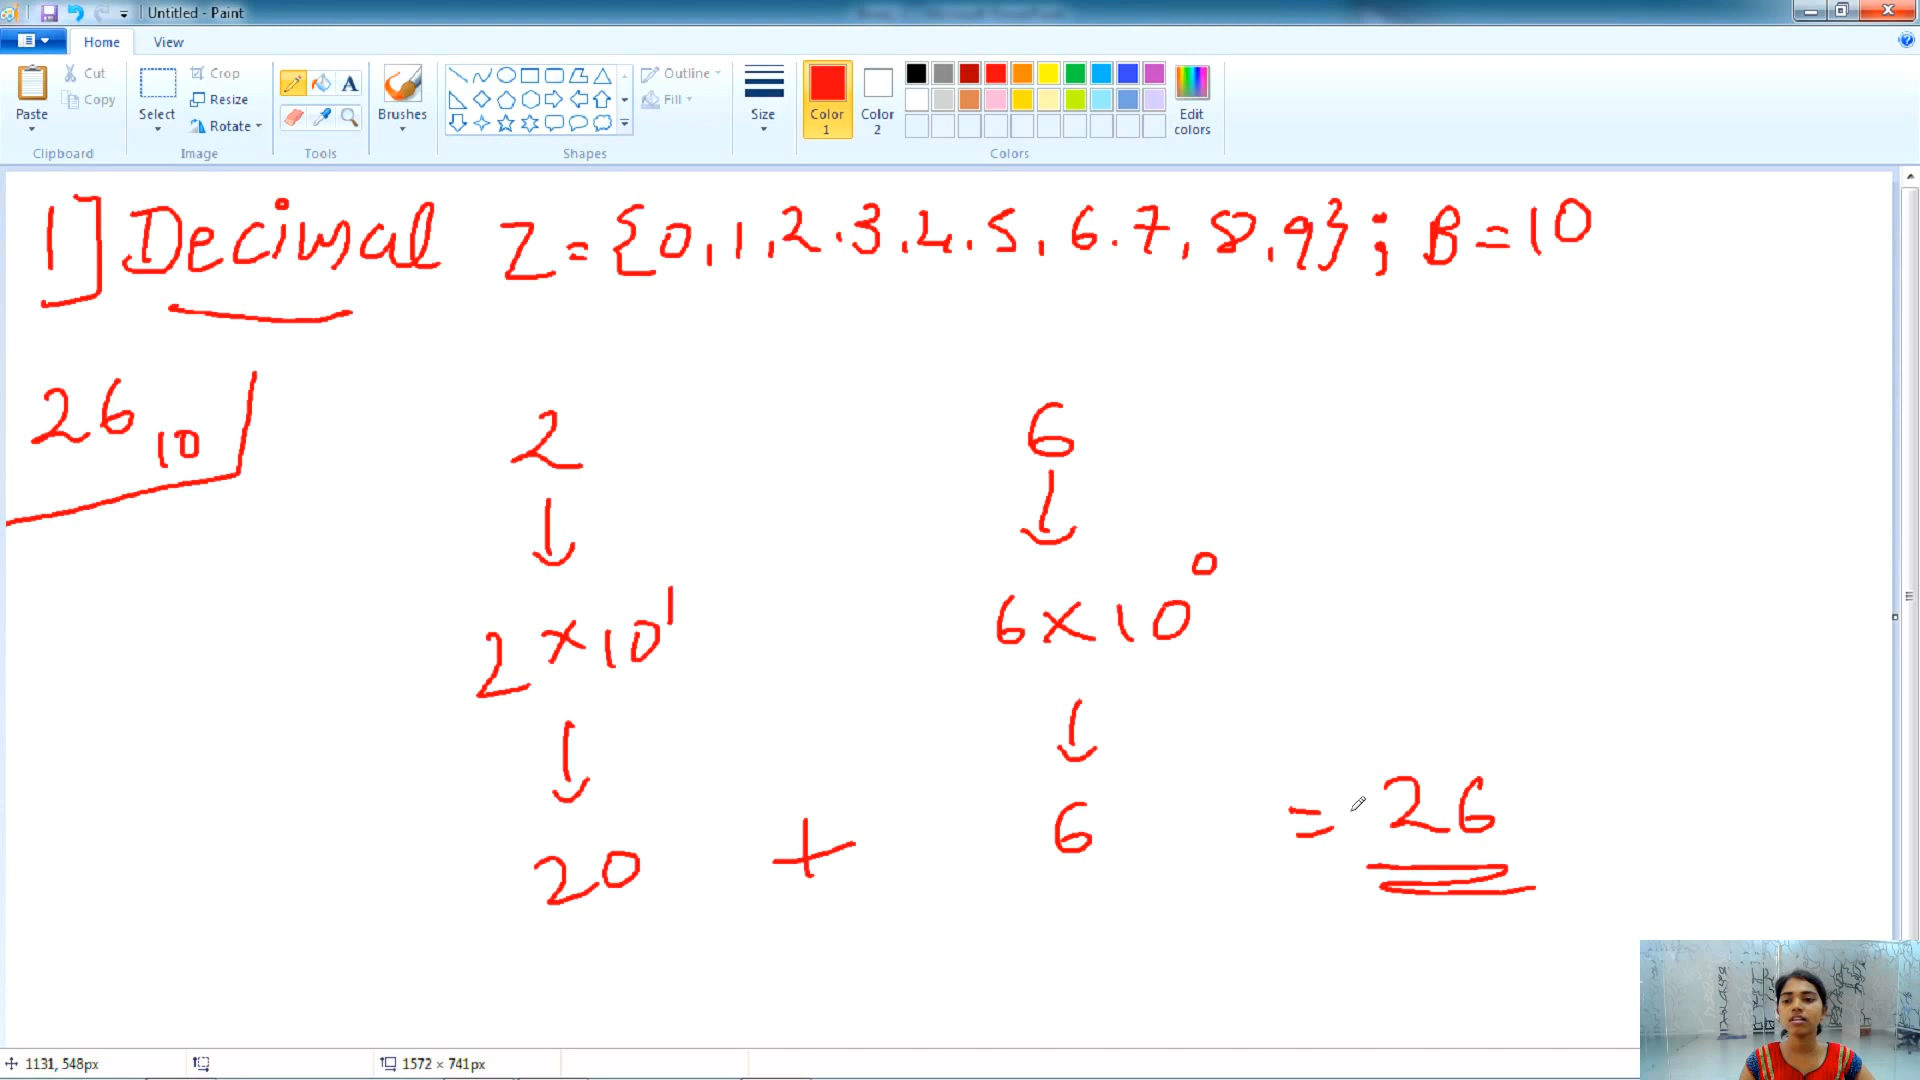 Untitled - Paint
Home View
Paste Cut Copy Select Crop Resize Rotate Brushes Outline Fill Size Color 1 Color 2 Edit colors
Clipboard Image Tools Shapes Colors
1] Decimal Z = {0,1,2.3,4.5,6.7,8,9} ; B=10
26₁₀ 2 6
2 × 10¹ 6 × 10⁰
20 + 6 = 26
1131, 548px 1572 × 741px